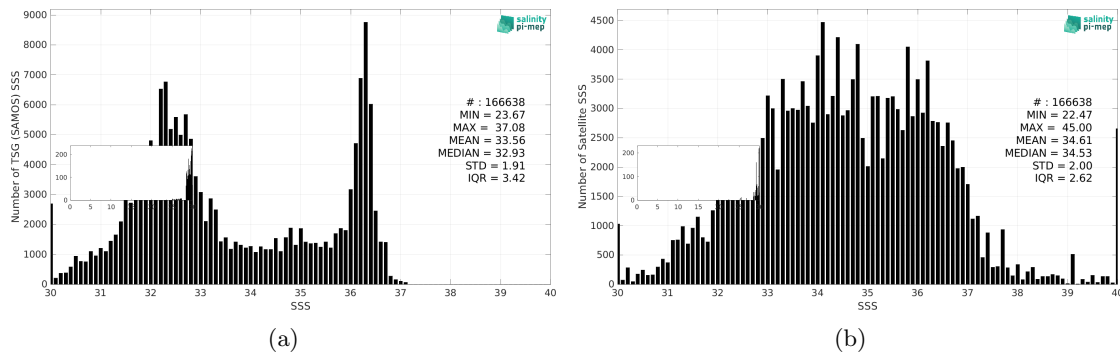 salinity
pi-mep
Number of TSG (SAMOS) SSS
9000
8000
7000
6000
5000
4000
3000
2000
1000
0
# : 166638
MIN = 23.67
MAX = 37.08
MEAN = 33.56
MEDIAN = 32.93
STD = 1.91
IQR = 3.42
200
100
0
0 5 10 15 20
30 31 32 33 34 35 36 37 38 39 40
SSS
(a)
salinity
pi-mep
Number of Satellite SSS
4500
4000
3500
3000
2500
2000
1500
1000
500
0
# : 166638
MIN = 22.47
MAX = 45.00
MEAN = 34.61
MEDIAN = 34.53
STD = 2.00
IQR = 2.62
200
100
0
0 5 10 15
30 31 32 33 34 35 36 37 38 39 40
SSS
(b)